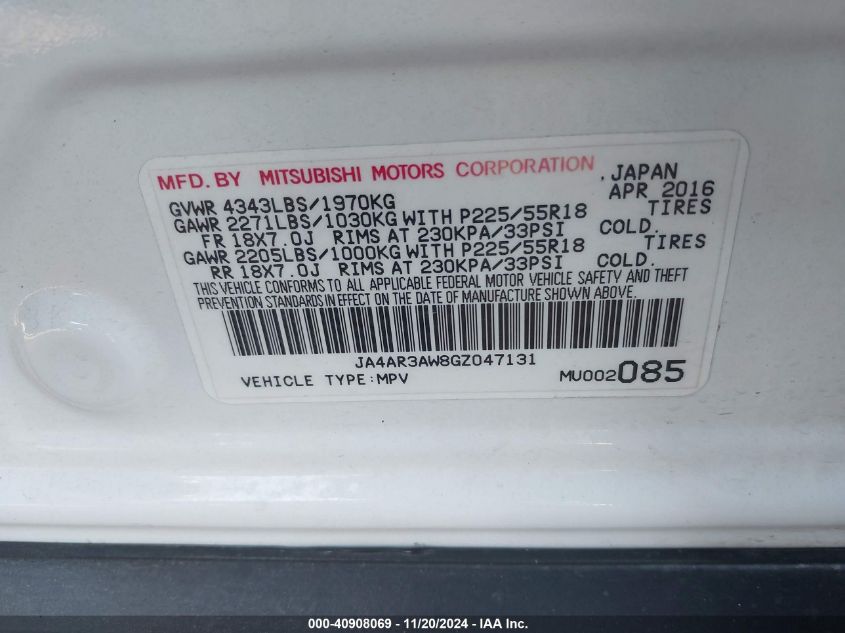 MFD. BY MITSUBISHI MOTORS CORPORATION , JAPAN
GVWR 4343LBS/1970KG APR 2016
GAWR 2271LBS/1030KG WITH P225/55R18 TIRES
FR 18X7.0J RIMS AT 230KPA/33PSI COLD.
GAWR 2205LBS/1000KG WITH P225/55R18 TIRES
RR 18X7.0J RIMS AT 230KPA/33PSI COLD.
THIS VEHICLE CONFORMS TO ALL APPLICABLE FEDERAL MOTOR VEHICLE SAFETY AND THEFT
PREVENTION STANDARDS IN EFFECT ON THE DATE OF MANUFACTURE SHOWN ABOVE.
JA4AR3AW8GZ047131
VEHICLE TYPE:MPV MU002085
000-40908069 - 11/20/2024 - IAA, Inc.